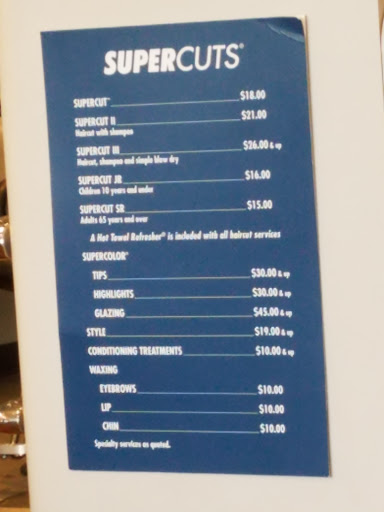 SUPERCUTS®
SUPERCUT® $18.00
SUPERCUT II $21.00
Haircut with shampoo
SUPERCUT III $26.00 & up
Haircut, shampoo and simple blow dry
SUPERCUT JR $16.00
Children 10 years and under
SUPERCUT SR $15.00
Adults 65 years and over
A Hot Towel Refresher® is included with all haircut services
SUPERCOLOR®
TIPS $30.00 & up
HIGHLIGHTS $30.00 & up
GLAZING $45.00 & up
STYLE $19.00 & up
CONDITIONING TREATMENTS $10.00 & up
WAXING
EYEBROWS $10.00
LIP $10.00
CHIN $10.00
Specialty services as quoted.